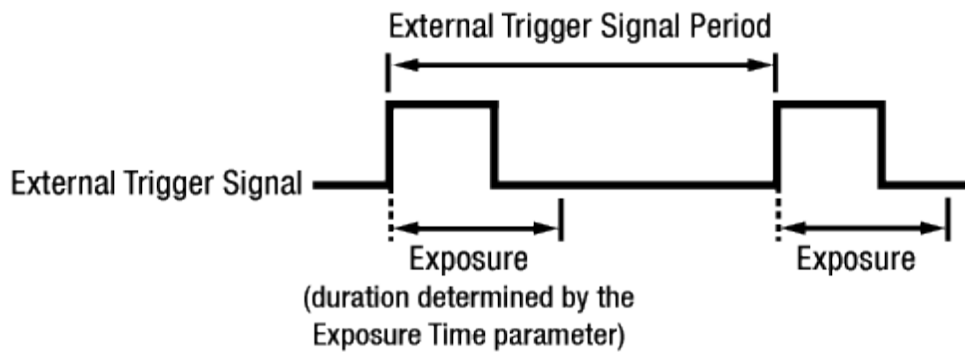 External Trigger Signal Period
External Trigger Signal
Exposure
(duration determined by the
Exposure Time parameter)
Exposure